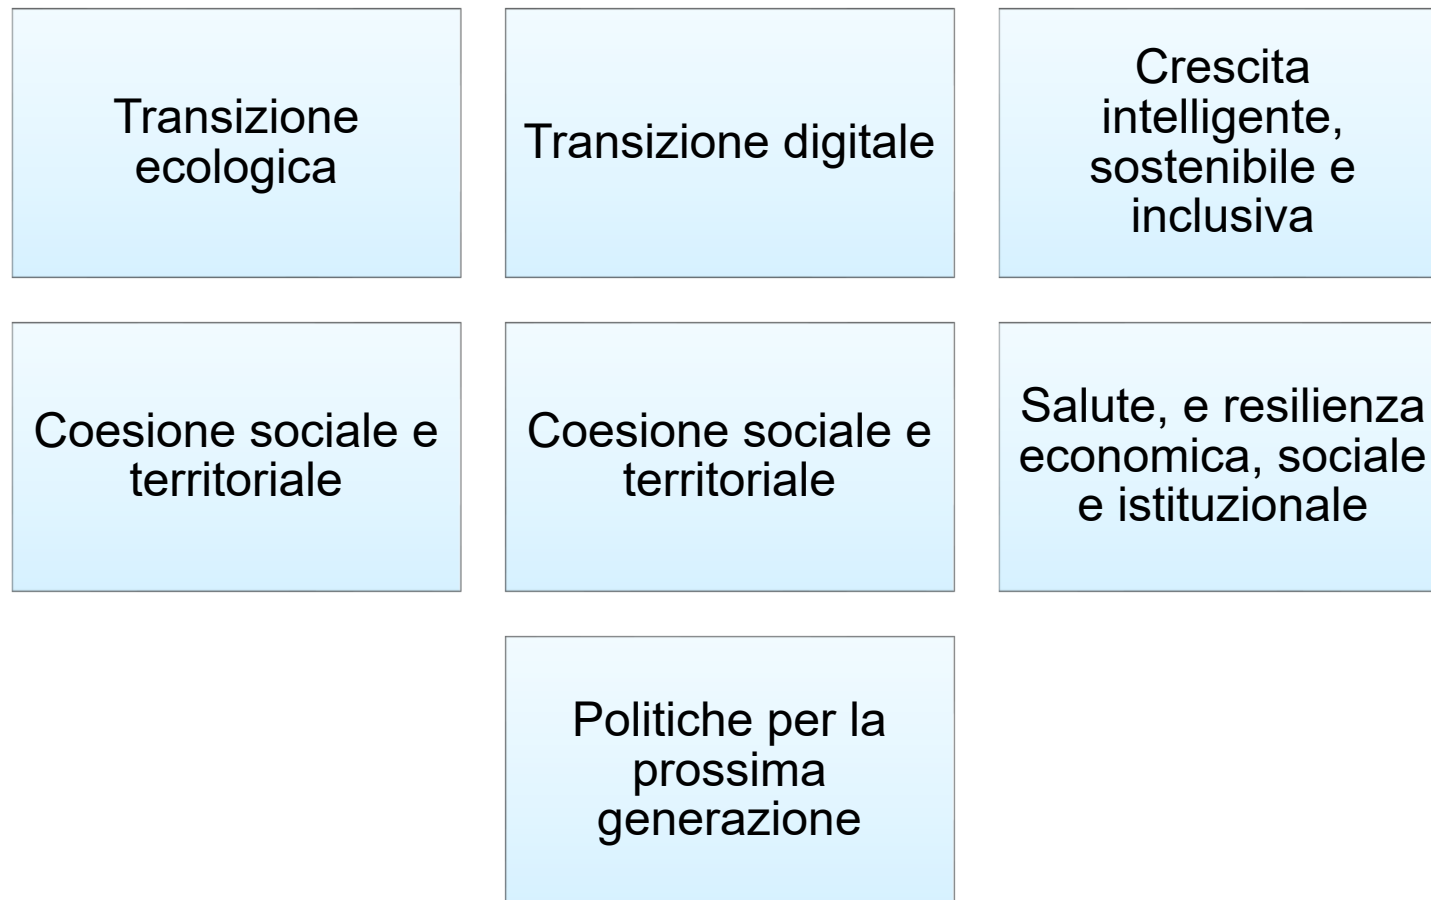 Transizione
ecologica
Transizione digitale
Crescita
intelligente,
sostenibile e
inclusiva
Coesione sociale e
territoriale
Coesione sociale e
territoriale
Salute, e resilienza
economica, sociale
e istituzionale
Politiche per la
prossima
generazione